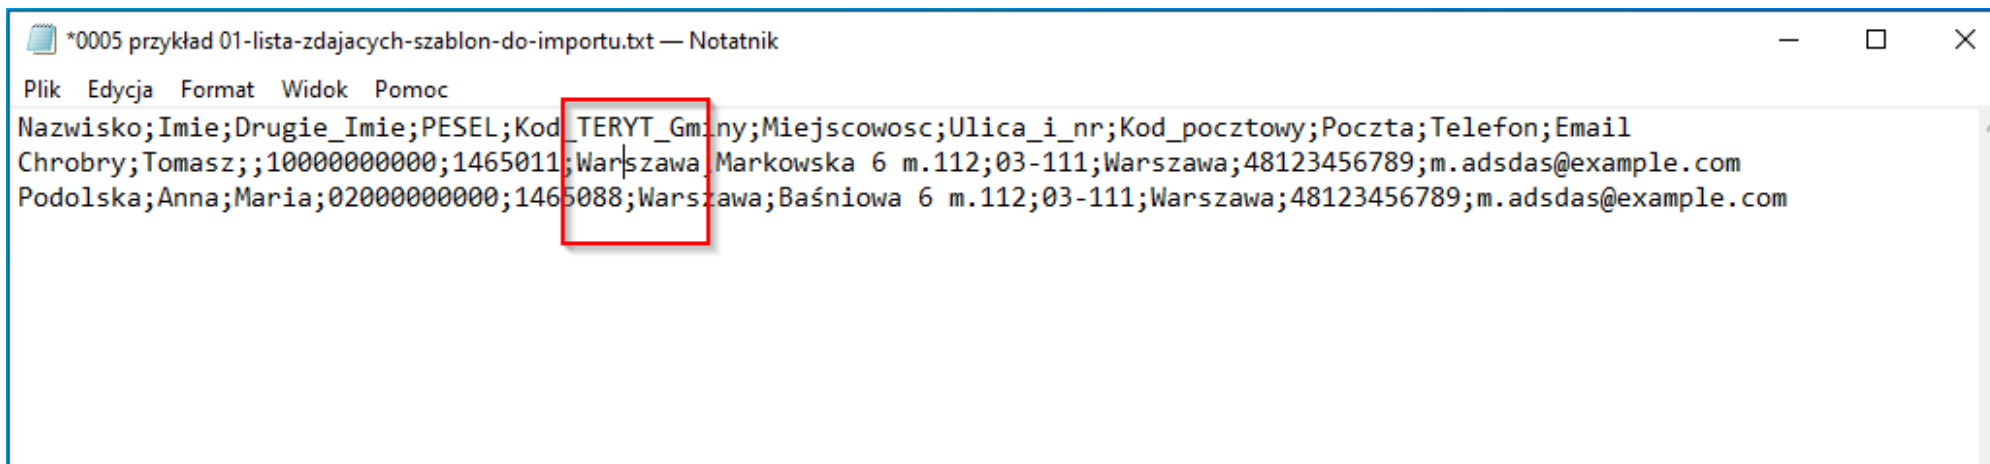 *0005 przykład 01-lista-zdajacych-szablon-do-importu.txt — Notatnik
Plik Edycja Format Widok Pomoc
Nazwisko;Imie;Drugie_Imie;PESEL;Kod_TERYT_Gminy;Miejscowosc;Ulica_i_nr;Kod_pocztowy;Poczta;Telefon;Email
Chrobry;Tomasz;;10000000000;1465011;Warszawa;Markowska 6 m.112;03-111;Warszawa;48123456789;m.adsdas@example.com
Podolska;Anna;Maria;02000000000;1465088;Warszawa;Baśniowa 6 m.112;03-111;Warszawa;48123456789;m.adsdas@example.com